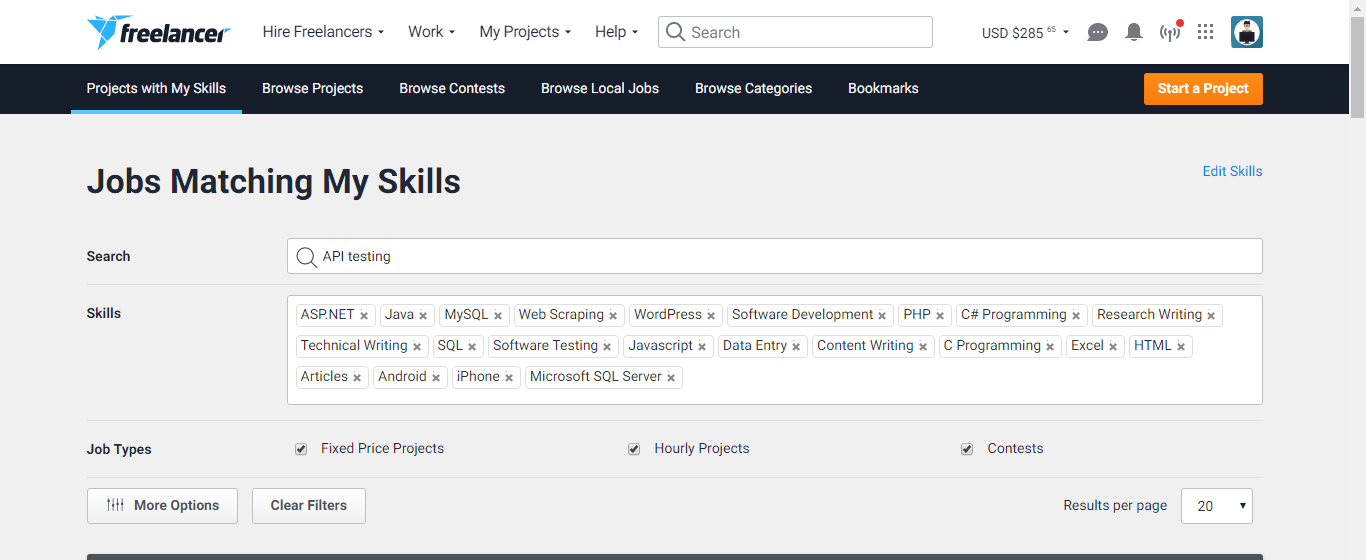 freelancer Hire Freelancers Work My Projects Help Search USD $285 65
Projects with My Skills Browse Projects Browse Contests Browse Local Jobs Browse Categories Bookmarks Start a Project
Jobs Matching My Skills Edit Skills
Search API testing
Skills ASP.NET Java MySQL Web Scraping WordPress Software Development PHP C# Programming Research Writing
Technical Writing SQL Software Testing Javascript Data Entry Content Writing C Programming Excel HTML
Articles Android iPhone Microsoft SQL Server
Job Types Fixed Price Projects Hourly Projects Contests
More Options Clear Filters Results per page 20